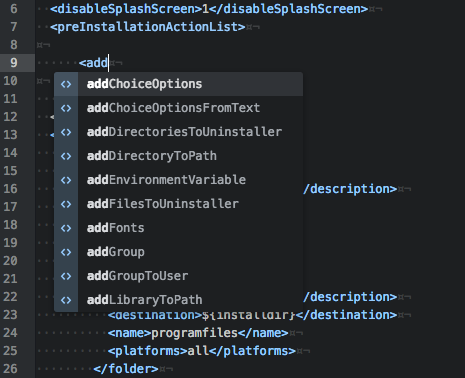 6 <disableSplashScreen>1</disableSplashScreen>
7 <preInstallationActionList>
8
9 <add
10 addChoiceOptions
11 addChoiceOptionsFromText
12 < addDirectoriesToUninstaller
13 < addDirectoryToPath
14 addEnvironmentVariable
16 /description>
17 addFilesToUninstaller
18 addFonts
19 addGroup
20 addGroupToUser
21
22 addLibraryToPath /description>
23 <destination>${installdir}</destination>
24 <name>programfiles</name>
25 <platforms>all</platforms>
26 </folder>